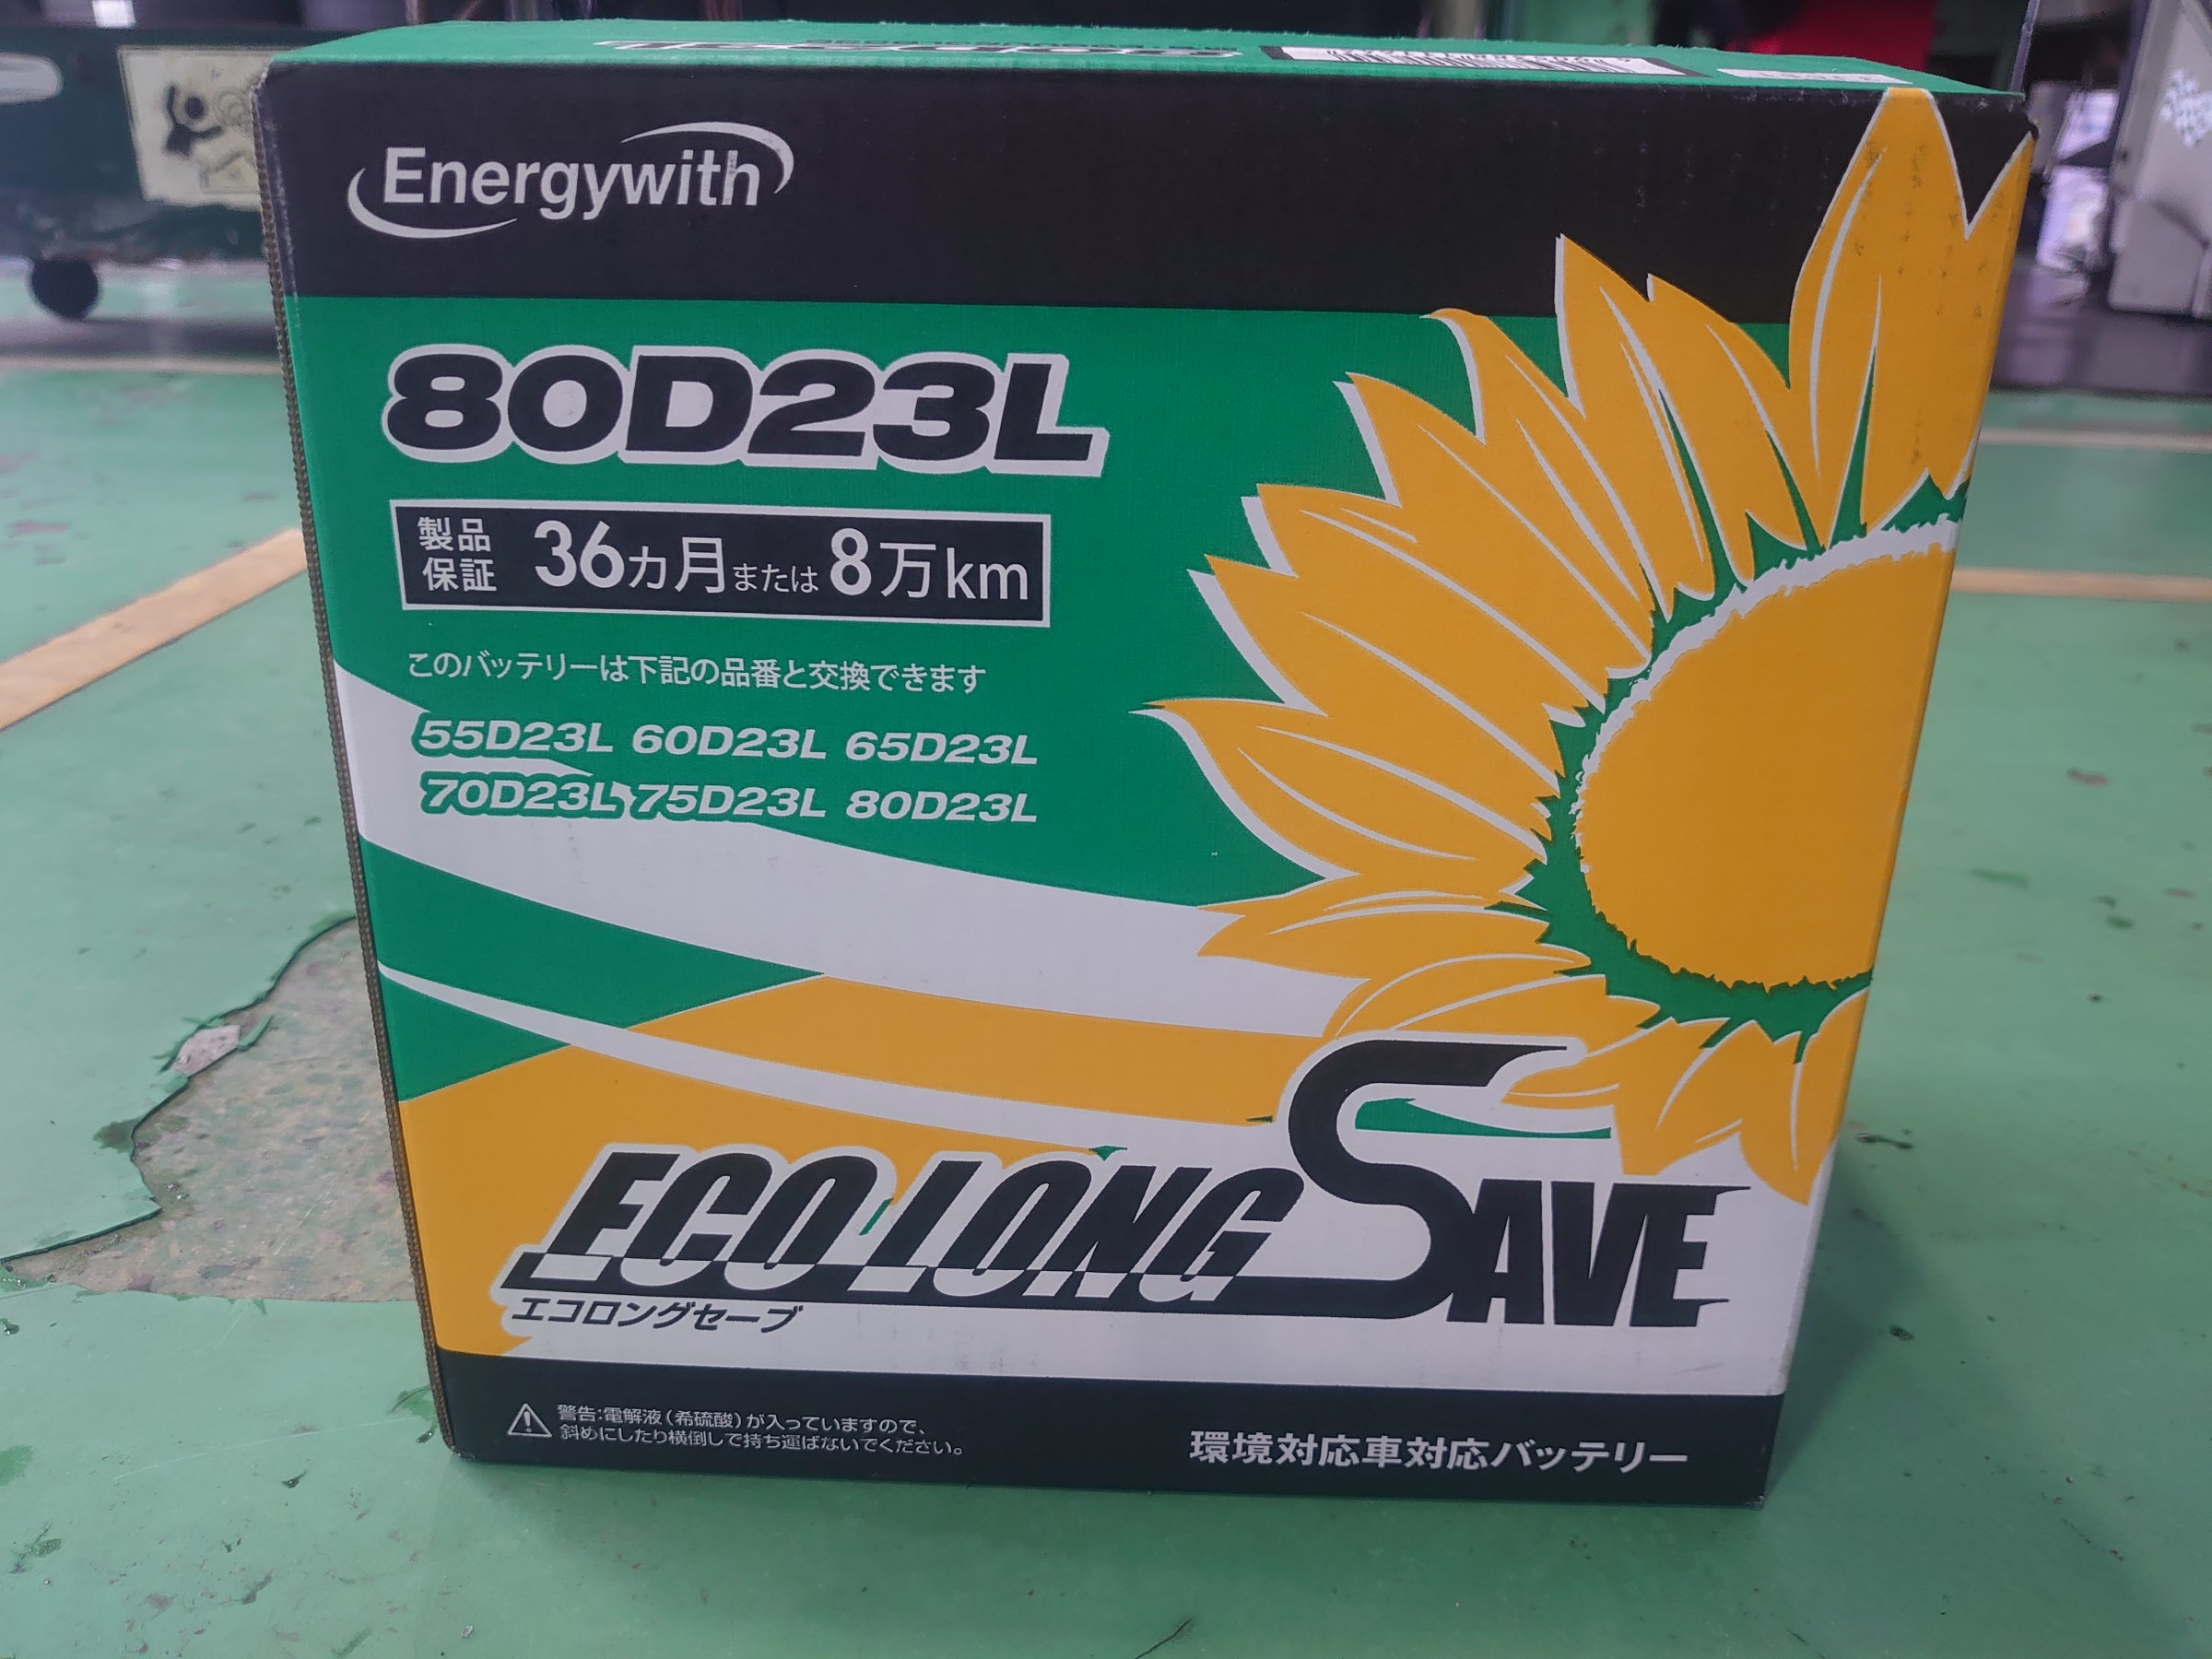 Energywith
80D23L
製品保証 36カ月または8万km
このバッテリーは下記の品番と交換できます
55D23L 60D23L 65D23L
70D23L 75D23L 80D23L
ECO LONG SAVE
エコロングセーブ
警告:電解液(希硫酸)が入っていますので、
斜めにしたり横倒しで持ち運ばないでください。
環境対応車対応バッテリー